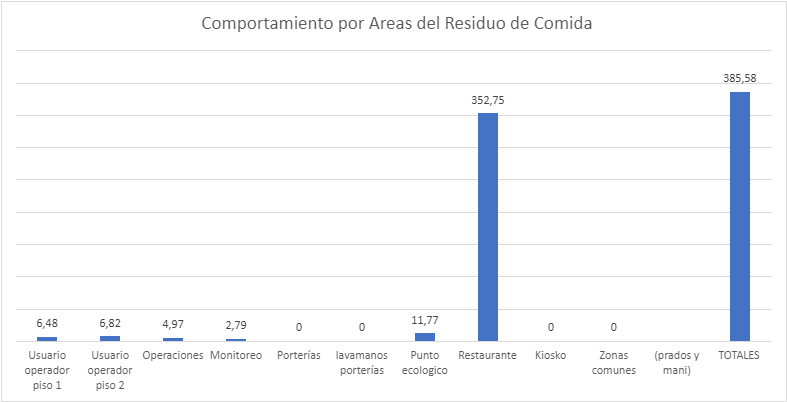 Comportamiento por Areas del Residuo de Comida
385,58
352,75
6,48
6,82
4,97
2,79
0
0
11,77
0
0
Usuario
operador
piso 1
Usuario
operador
piso 2
Operaciones
Monitoreo
Porterías
lavamanos
porterías
Punto
ecologico
Restaurante
Kiosko
Zonas
comunes
(prados y
mani)
TOTALES